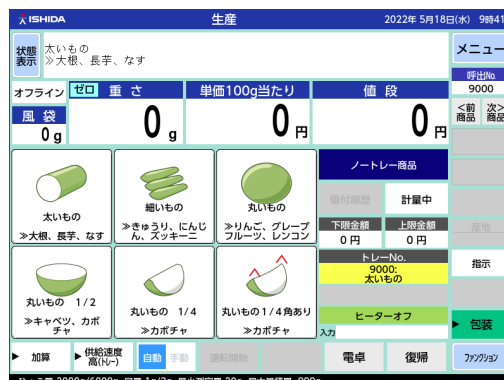 ISHIDA 生産 2022年 5月18日(水) 9時41
状態表示 太いもの
≫大根、長芋、なす
メニュー
呼出No.
9000
<前商品 次>商品
オフライン ゼロ 重 さ 単価100g当たり 値 段
風 袋
0 g 0 g 0 円 0 円
太いもの
≫大根、長芋、なす
細いもの
≫きゅうり、にんじん、ズッキーニ
丸いもの
≫りんご、グレープフルーツ、レンコン
丸いもの 1/2
≫キャベツ、カボチャ
丸いもの 1/4
≫カボチャ
丸いもの1/4角あり
≫カボチャ
ノートレー商品
値付履歴 計量中
下限金額 上限金額
0 円 0 円
トレーNo.
9000:
太いもの
ヒーターオフ
入力
産地
指示
包装
加算 供給速度
高(トレー) 自動 手動 運転開始 電卓 復帰 ファンクション